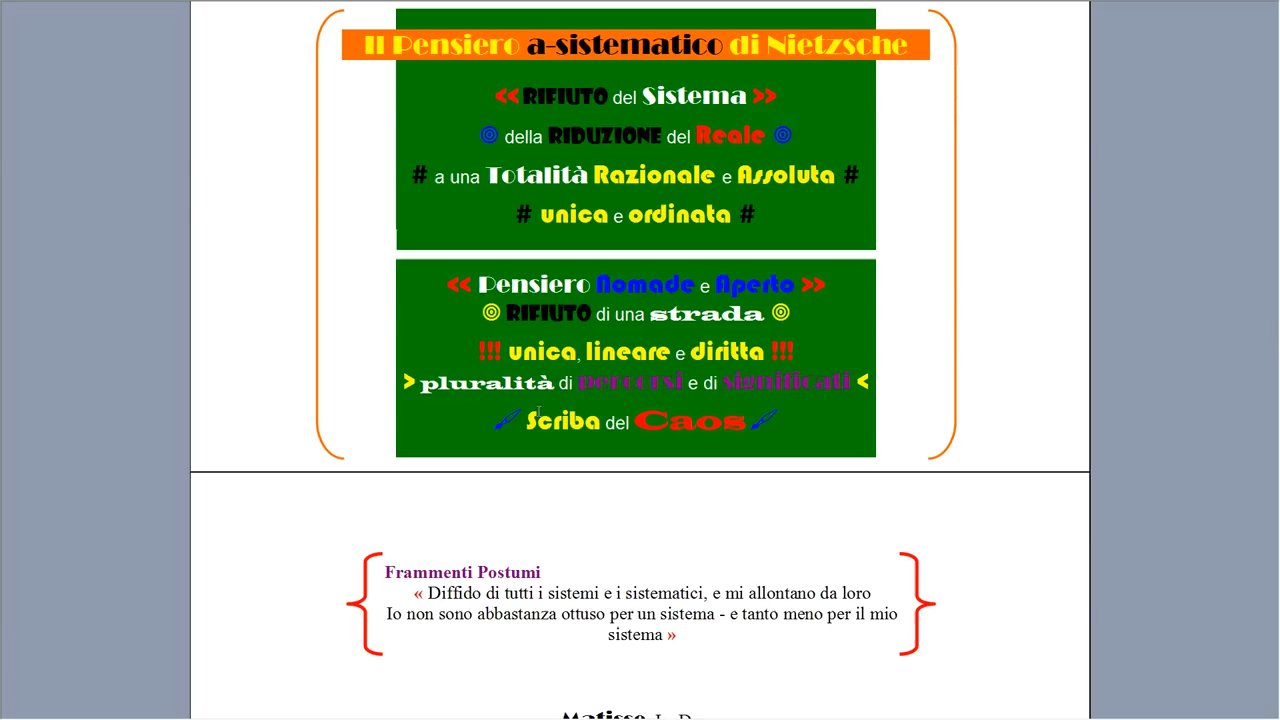 Il Pensiero a-sistematico di Nietzsche
<< RIFIUTO del Sistema >>
della RIDUZIONE del Reale
# a una Totalità Razionale e Assoluta #
# unica e ordinata #
<< Pensiero Nomade e Aperto >>
RIFIUTO di una strada
!!! unica, lineare e diritta !!!
> pluralità di percorsi e di significati <
Scriba del Caos
Frammenti Postumi
« Diffido di tutti i sistemi e i sistematici, e mi allontano da loro
Io non sono abbastanza ottuso per un sistema - e tanto meno per il mio
sistema »
Matisse